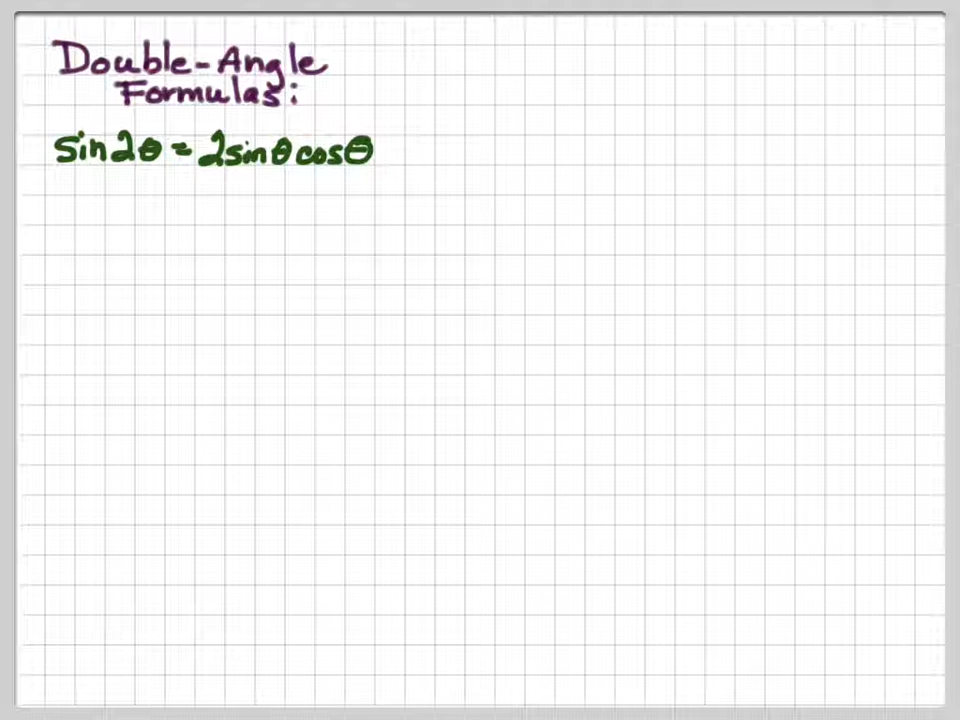 Double-Angle
Formulas:
sin2θ = 2sinθcosθ